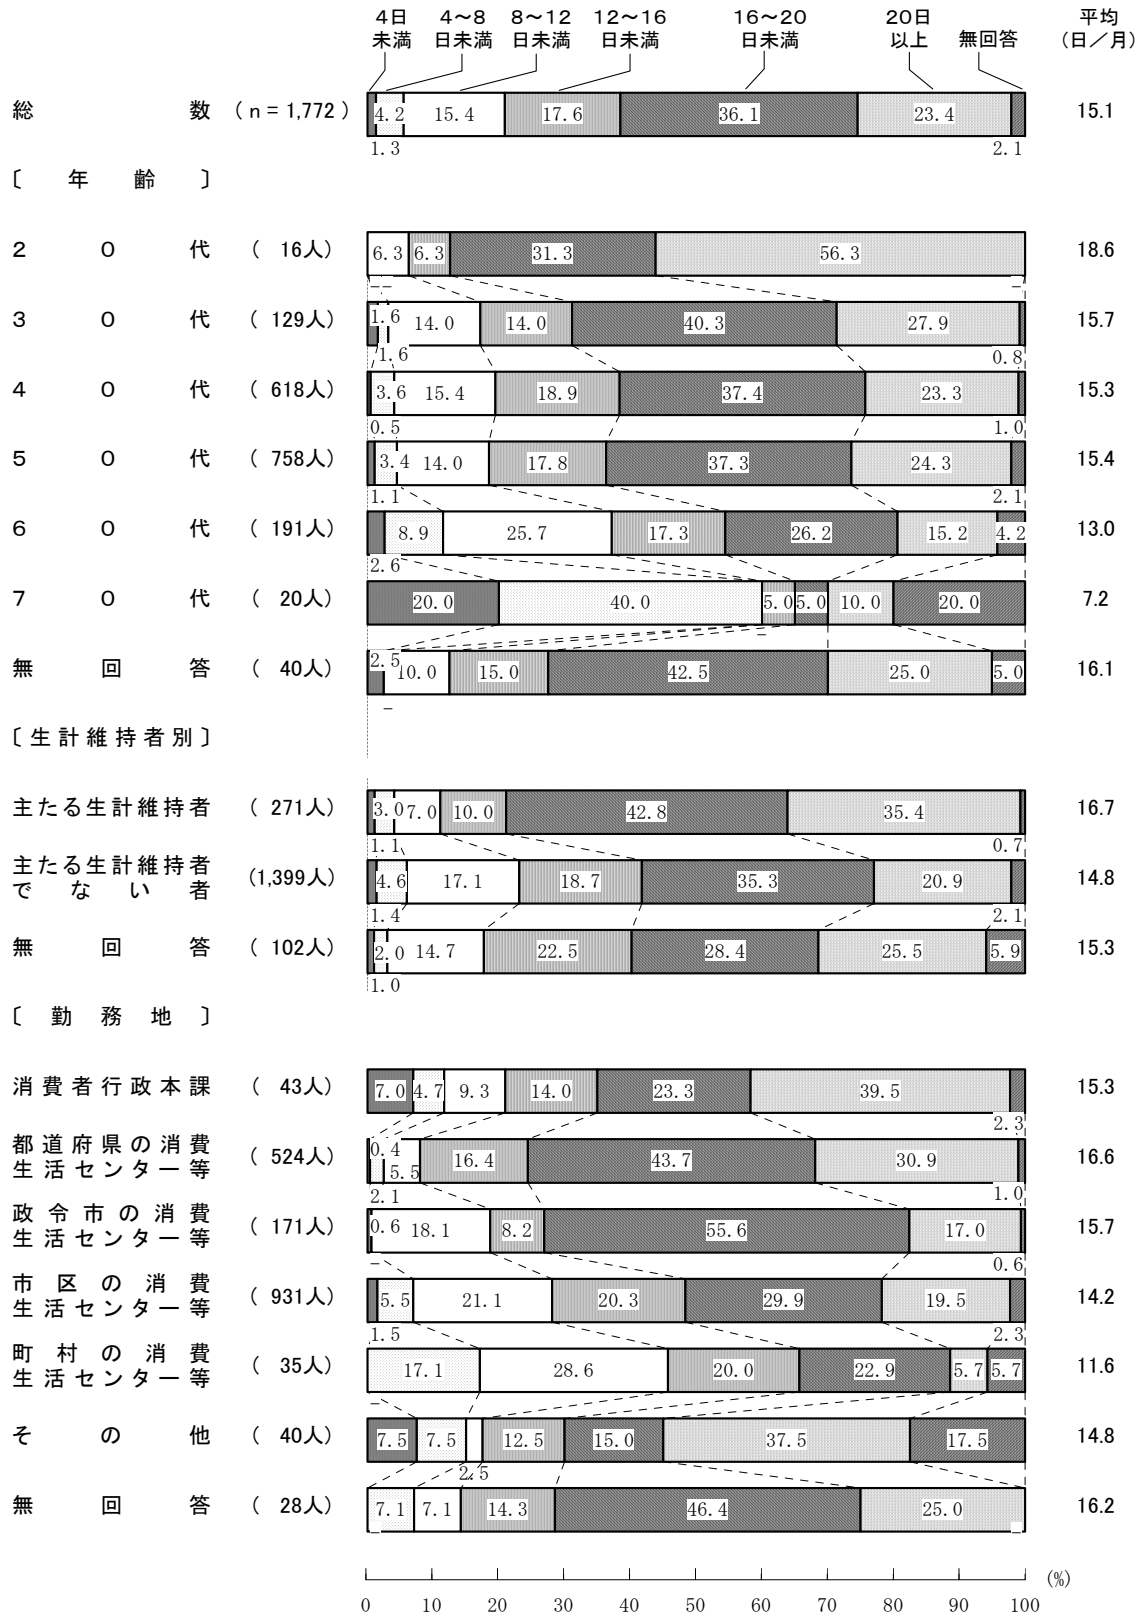 4日 4～8 8～12 12～16 16～20 20日 平均
未満 日未満 日未満 日未満 日未満 以上 無回答 (日／月)
総数 ( n = 1,772 ) 4.2 15.4 17.6 36.1 23.4 15.1
1.3 2.1
〔年齢〕
２０代 ( 16人) 6.3 6.3 31.3 56.3 18.6
－－ －
３０代 ( 129人) 1.6 14.0 14.0 40.3 27.9 15.7
1.6 0.8
４０代 ( 618人) 3.6 15.4 18.9 37.4 23.3 15.3
0.5 1.0
５０代 ( 758人) 3.4 14.0 17.8 37.3 24.3 15.4
1.1 2.1
６０代 ( 191人) 8.9 25.7 17.3 26.2 15.2 4.2 13.0
2.6
７０代 ( 20人) 20.0 40.0 5.0 5.0 10.0 20.0 7.2
－
無回答 ( 40人) 2.5 10.0 15.0 42.5 25.0 5.0 16.1
－
〔生計維持者別〕
主たる生計維持者 ( 271人) 3.0 7.0 10.0 42.8 35.4 16.7
1.1 0.7
主たる生計維持者
でない者 (1,399人) 4.6 17.1 18.7 35.3 20.9 14.8
1.4 2.1
無回答 ( 102人) 2.0 14.7 22.5 28.4 25.5 5.9 15.3
1.0
〔勤務地〕
消費者行政本課 ( 43人) 7.0 4.7 9.3 14.0 23.3 39.5 15.3
2.3
都道府県の消費
生活センター等 ( 524人) 0.4 5.5 16.4 43.7 30.9 16.6
2.1 1.0
政令市の消費
生活センター等 ( 171人) 0.6 18.1 8.2 55.6 17.0 15.7
－ 0.6
市区の消費
生活センター等 ( 931人) 5.5 21.1 20.3 29.9 19.5 14.2
1.5 2.3
町村の消費
生活センター等 ( 35人) 17.1 28.6 20.0 22.9 5.7 5.7 11.6
－
その他 ( 40人) 7.5 7.5 12.5 15.0 37.5 17.5 14.8
2.5
無回答 ( 28人) 7.1 7.1 14.3 46.4 25.0 16.2
－ －
(%)
0 10 20 30 40 50 60 70 80 90 100